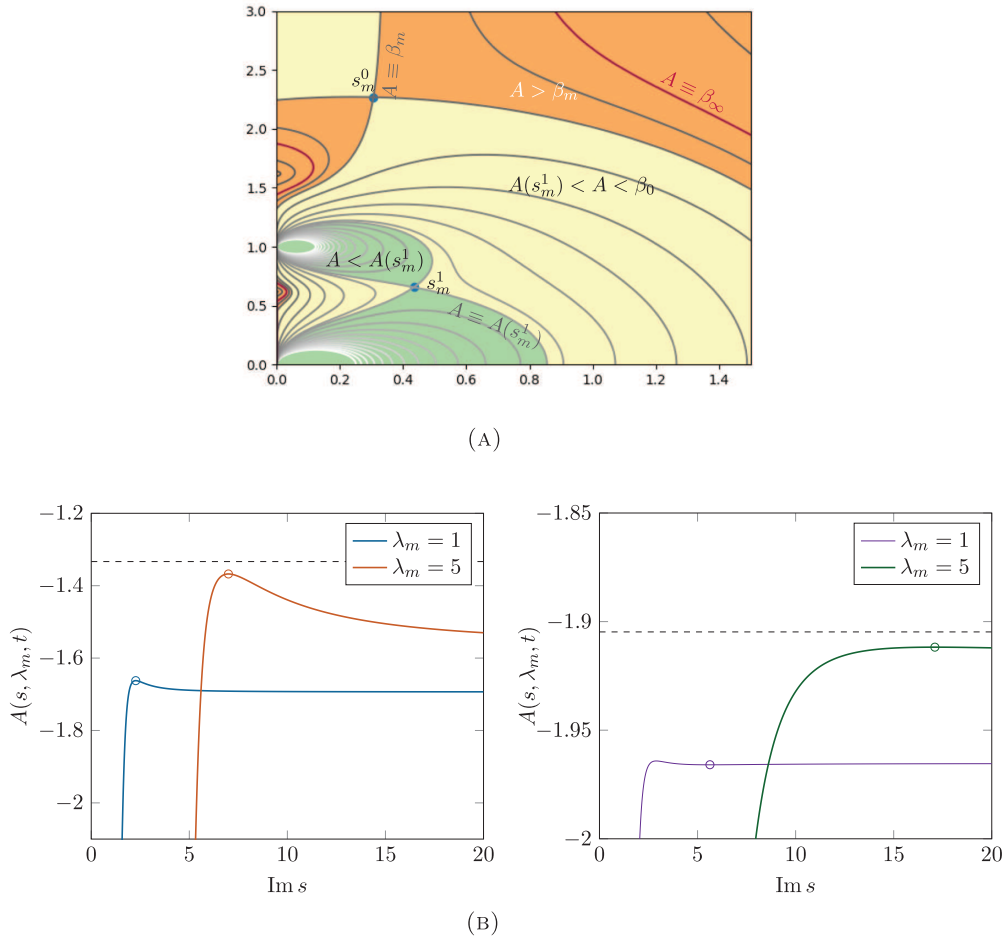 3.0
2.5
2.0
1.5
1.0
0.5
0.0
0.0 0.2 0.4 0.6 0.8 1.0 1.2 1.4
s_m^0
A ≡ β_m
A > β_m
A ≡ β_∞
A(s_m^1) < A < β_0
A < A(s_m^1)
s_m^1
A ≡ A(s_m^1)
(A)
−1.2
−1.4
−1.6
−1.8
−2
0 5 10 15 20
A(s, λ_m, t)
Im s
λ_m = 1
λ_m = 5
−1.85
−1.9
−1.95
−2
0 5 10 15 20
A(s, λ_m, t)
Im s
λ_m = 1
λ_m = 5
(B)